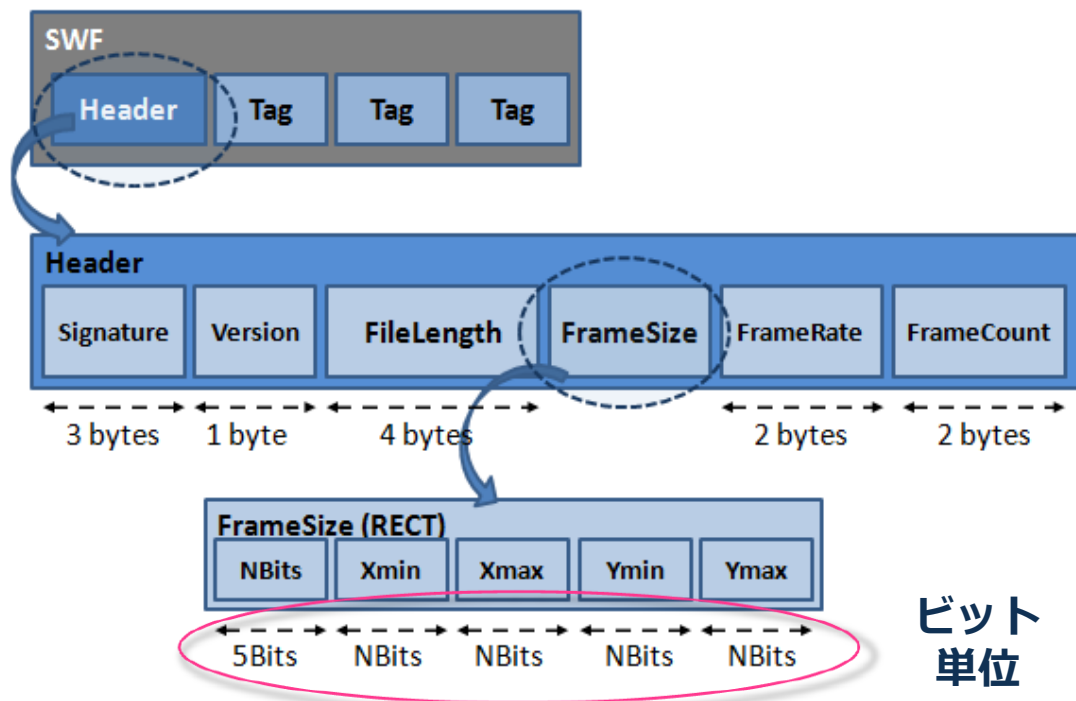 SWF
Header Tag Tag Tag
Header
Signature Version FileLength FrameSize FrameRate FrameCount
3 bytes 1 byte 4 bytes 2 bytes 2 bytes
FrameSize (RECT)
NBits Xmin Xmax Ymin Ymax
5Bits NBits NBits NBits NBits
ビット
単位